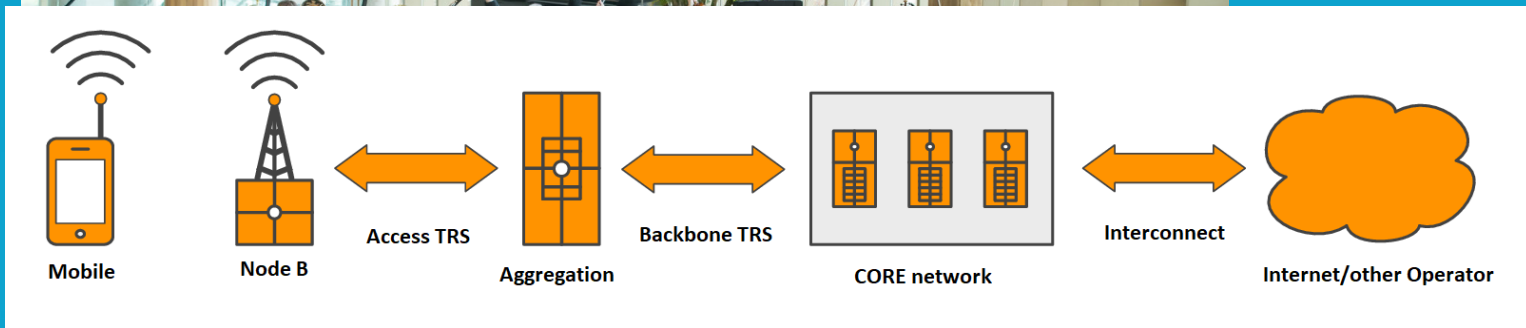 Mobile
Node B
Access TRS
Aggregation
Backbone TRS
CORE network
Interconnect
Internet/other Operator